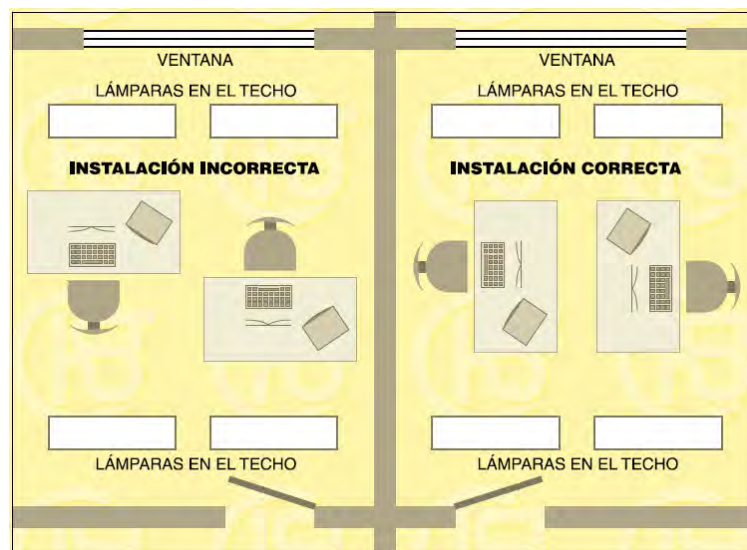 VENTANA
LÁMPARAS EN EL TECHO
INSTALACIÓN INCORRECTA
LÁMPARAS EN EL TECHO
VENTANA
LÁMPARAS EN EL TECHO
INSTALACIÓN CORRECTA
LÁMPARAS EN EL TECHO